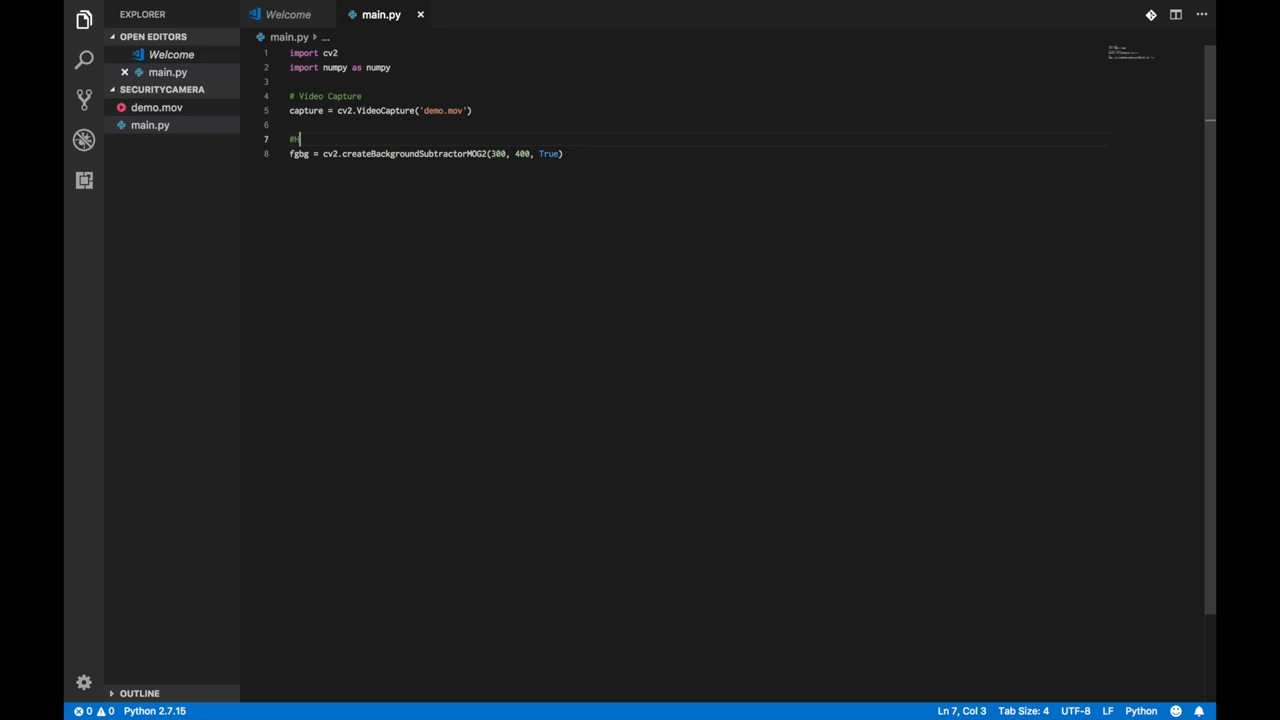 EXPLORER
OPEN EDITORS
Welcome
main.py
SECURITYCAMERA
demo.mov
main.py
OUTLINE
Welcome
main.py
main.py ...
1 import cv2
2 import numpy as numpy
3
4 # Video Capture
5 capture = cv2.VideoCapture('demo.mov')
6
7 #H
8 fgbg = cv2.createBackgroundSubtractorMOG2(300, 400, True)
0 0 Python 2.7.15 Ln 7, Col 3 Tab Size: 4 UTF-8 LF Python